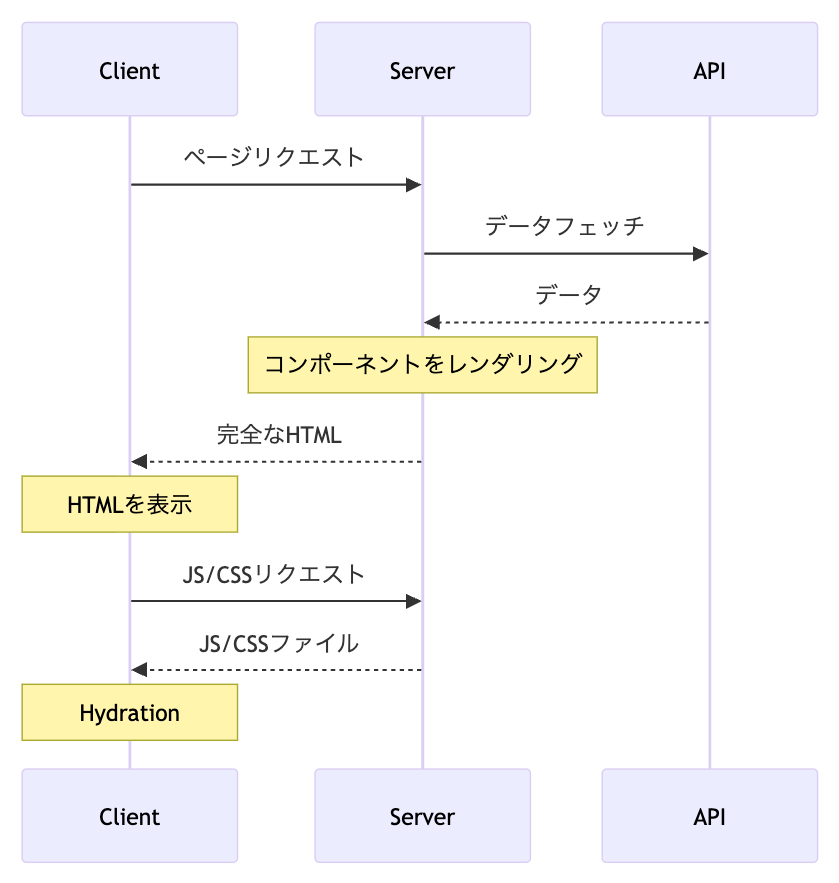 Client
Server
API
ページリクエスト
データフェッチ
データ
コンポーネントをレンダリング
完全なHTML
HTMLを表示
JS/CSSリクエスト
JS/CSSファイル
Hydration
Client
Server
API